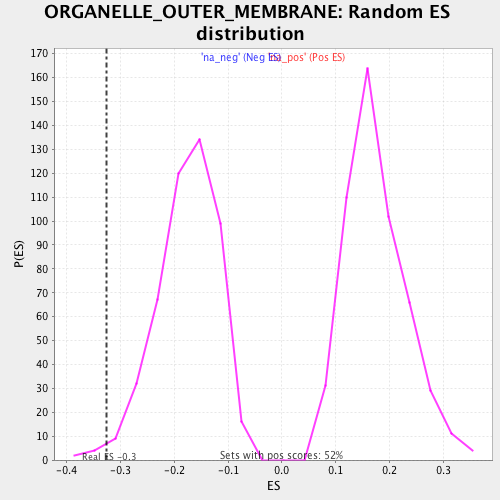 ORGANELLE_OUTER_MEMBRANE: Random ES
distribution
'na_neg' (Neg ES) 'na_pos' (Pos ES)
170
160
150
140
130
120
110
100
90
80
70
60
50
40
30
20
10
0
P(ES)
Real ES -0.3
Sets with pos scores: 52%
-0.4 -0.3 -0.2 -0.1 0.0 0.1 0.2 0.3
ES